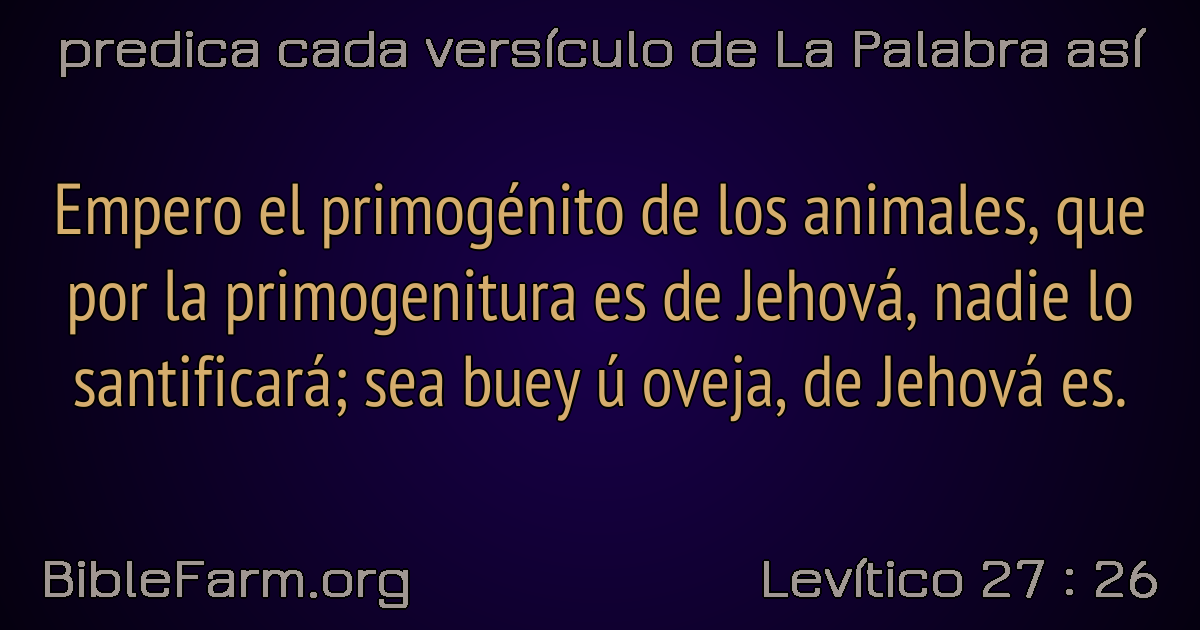 predica cada versículo de La Palabra así
Empero el primogénito de los animales, que
por la primogenitura es de Jehová, nadie lo
santificará; sea buey ú oveja, de Jehová es.
BibleFarm.org
Levítico 27 : 26